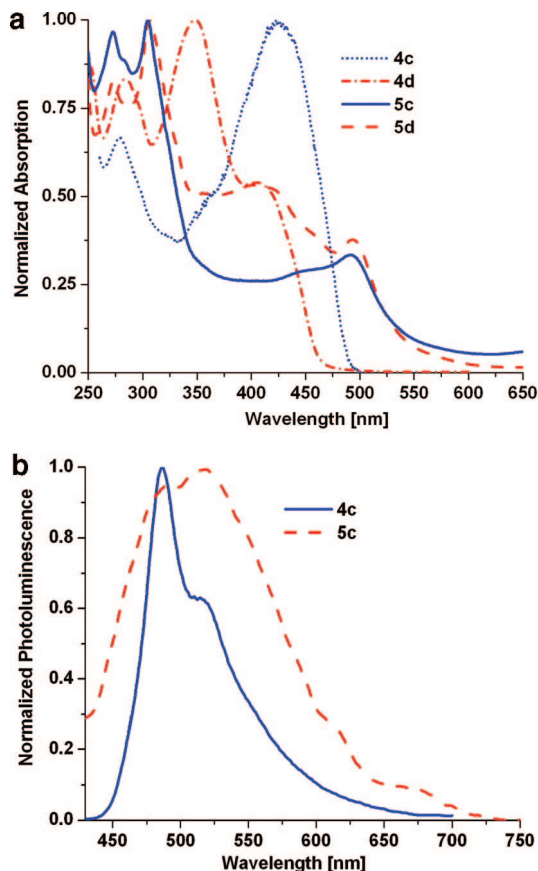 a
1.00
0.75
0.50
0.25
0.00
Normalized Absorption
4c
4d
5c
5d
250 300 350 400 450 500 550 600 650
Wavelength [nm]
b
1.0
0.8
0.6
0.4
0.2
0.0
Normalized Photoluminescence
4c
5c
450 500 550 600 650 700 750
Wavelength [nm]